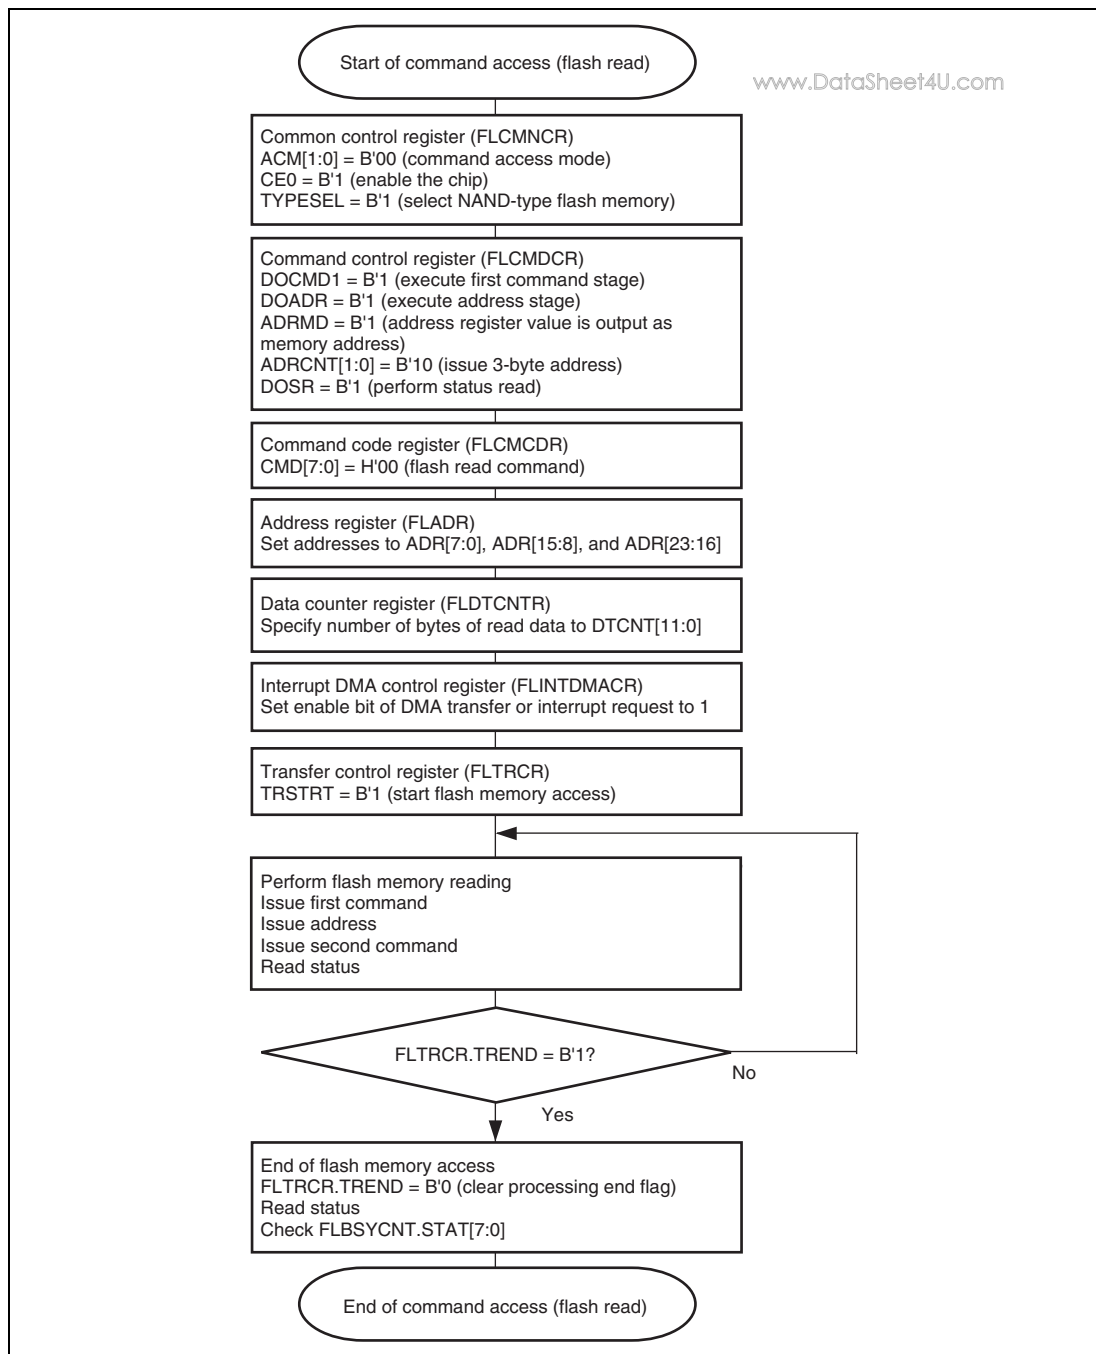 Start of command access (flash read)
www.DataSheet4U.com
Common control register (FLCMNCR)
ACM[1:0] = B'00 (command access mode)
CE0 = B'1 (enable the chip)
TYPESEL = B'1 (select NAND-type flash memory)
Command control register (FLCMDCR)
DOCMD1 = B'1 (execute first command stage)
DOADR = B'1 (execute address stage)
ADRMD = B'1 (address register value is output as
memory address)
ADRCNT[1:0] = B'10 (issue 3-byte address)
DOSR = B'1 (perform status read)
Command code register (FLCMCDR)
CMD[7:0] = H'00 (flash read command)
Address register (FLADR)
Set addresses to ADR[7:0], ADR[15:8], and ADR[23:16]
Data counter register (FLDTCNTR)
Specify number of bytes of read data to DTCNT[11:0]
Interrupt DMA control register (FLINTDMACR)
Set enable bit of DMA transfer or interrupt request to 1
Transfer control register (FLTRCR)
TRSTRT = B'1 (start flash memory access)
Perform flash memory reading
Issue first command
Issue address
Issue second command
Read status
FLTRCR.TREND = B'1?
No
Yes
End of flash memory access
FLTRCR.TREND = B'0 (clear processing end flag)
Read status
Check FLBSYCNT.STAT[7:0]
End of command access (flash read)